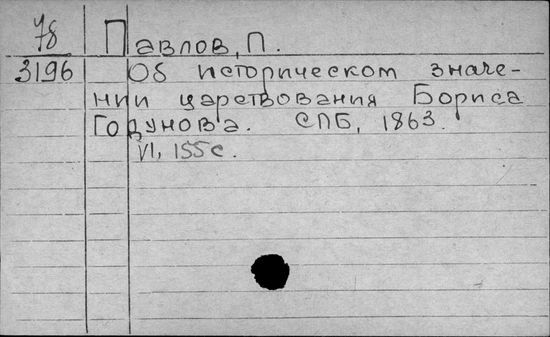 78 Павлов, П.
3196 Об историческом значе-
нии царствования Бориса
Годунова. СПБ, 1863.
VI, 155 с.